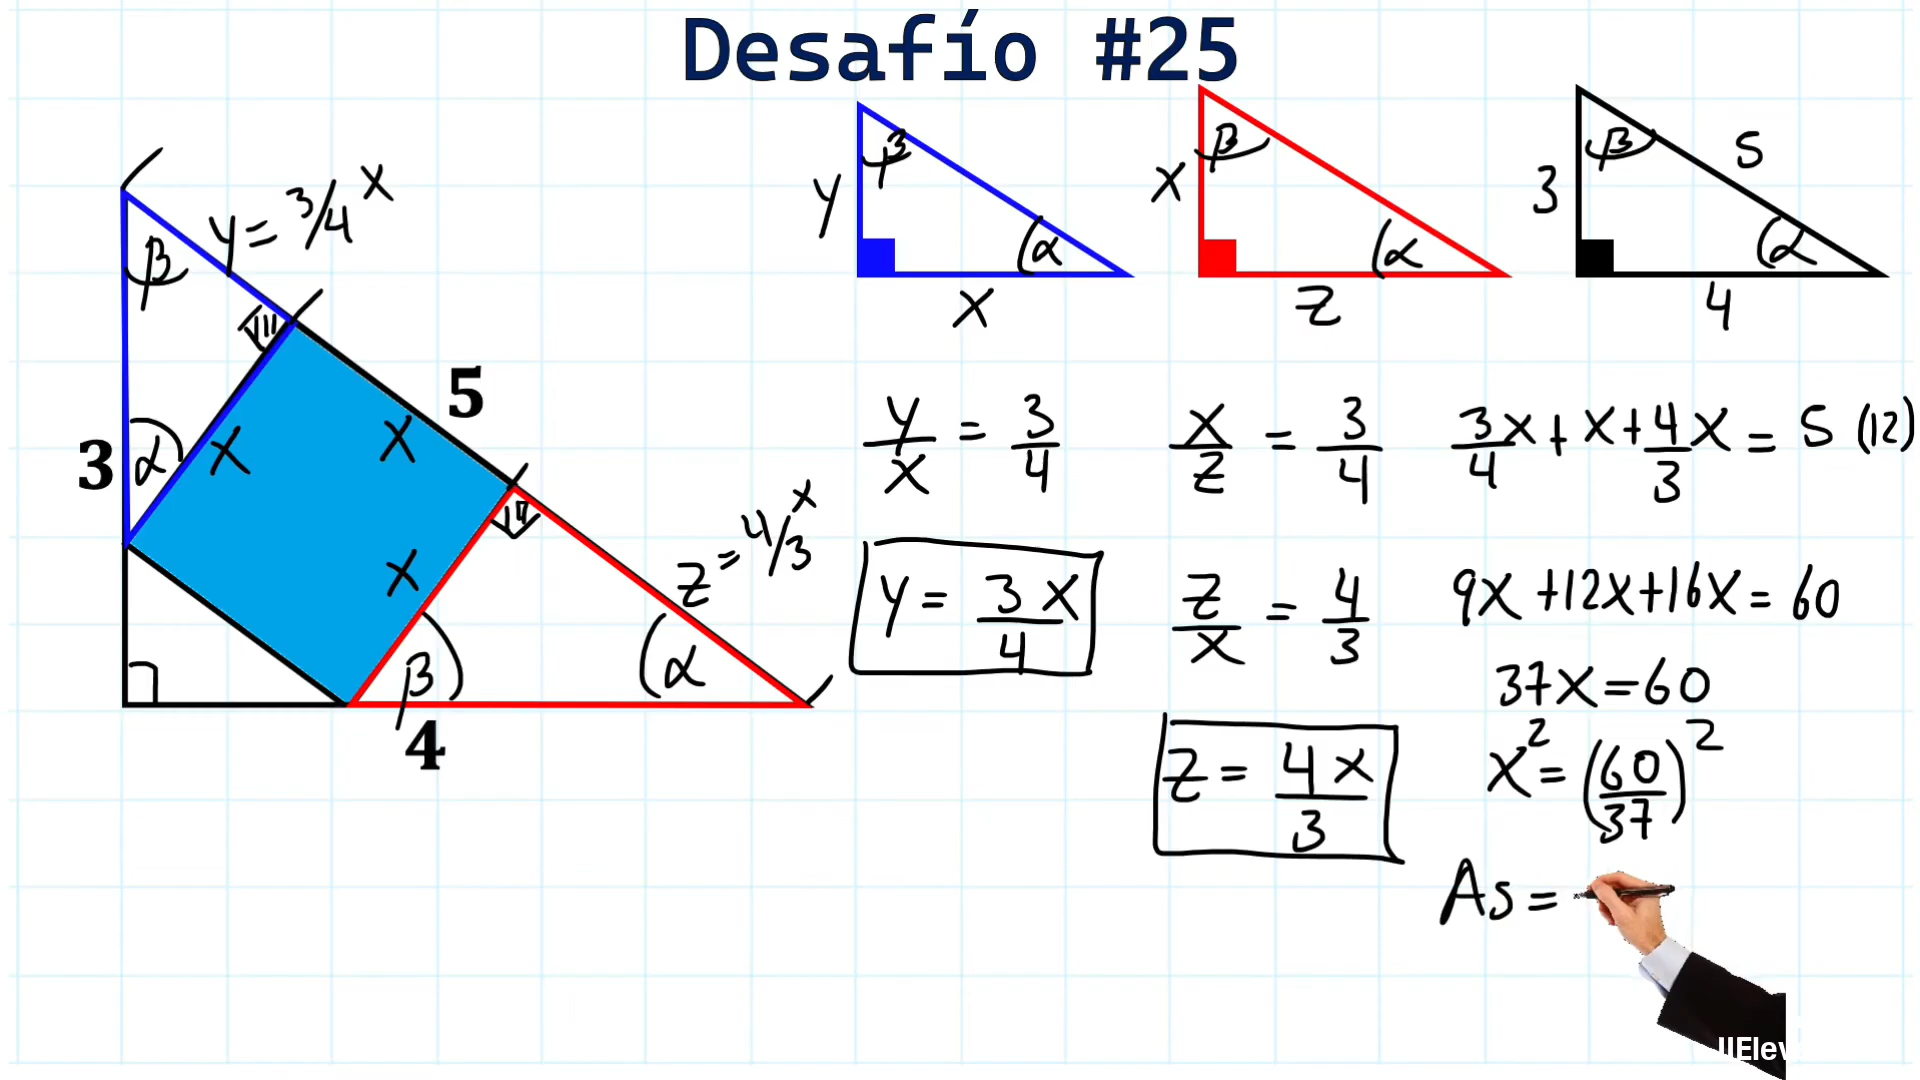 Desafío #25
y = 3/4 x
β
α
x
x
x
5
3
z = 4/3 x
β
α
4
β
y
α
x
β
x
α
z
β
5
3
α
4
y/x = 3/4
x/z = 3/4
3x/4 + x + 4/3 x = 5 (12)
y = 3x/4
z/x = 4/3
9x + 12x + 16x = 60
37x = 60
z = 4x/3
x² = (60/37)²
As =